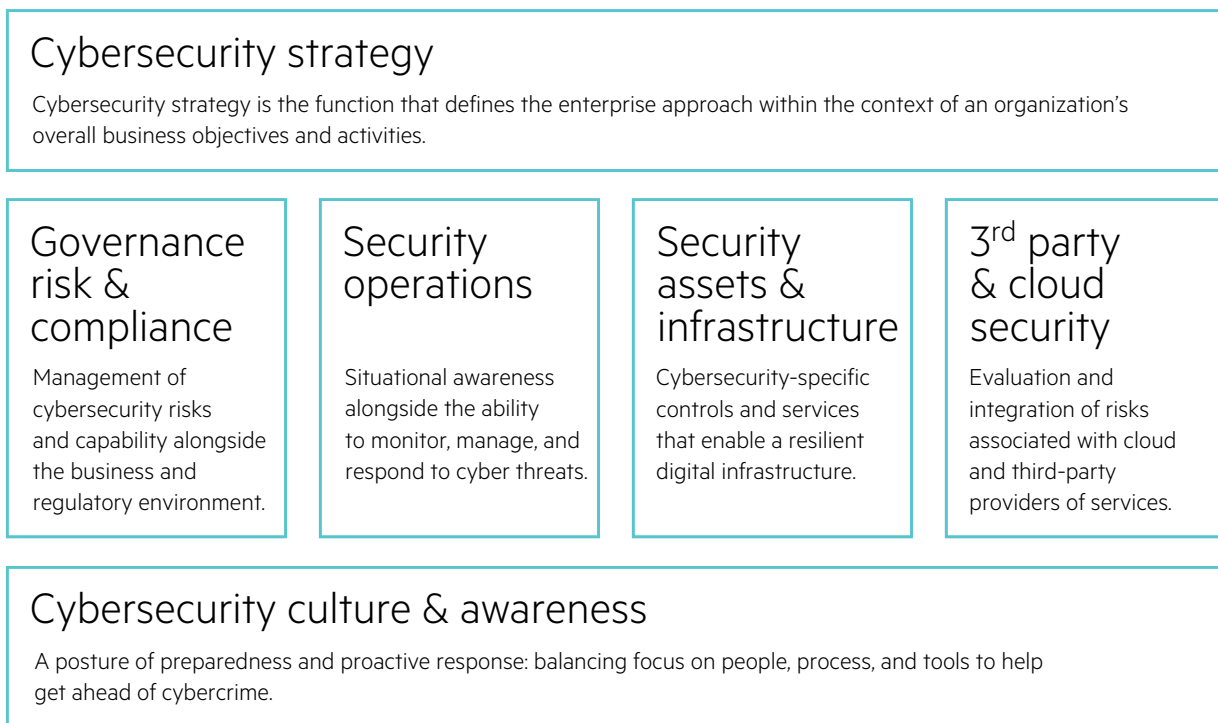 Cybersecurity strategy
Cybersecurity strategy is the function that defines the enterprise approach within the context of an organization’s
overall business objectives and activities.
Governance
risk &
compliance
Management of
cybersecurity risks
and capability alongside
the business and
regulatory environment.
Security
operations
Situational awareness
alongside the ability
to monitor, manage, and
respond to cyber threats.
Security
assets &
infrastructure
Cybersecurity-specific
controls and services
that enable a resilient
digital infrastructure.
3rd party
& cloud
security
Evaluation and
integration of risks
associated with cloud
and third-party
providers of services.
Cybersecurity culture & awareness
A posture of preparedness and proactive response: balancing focus on people, process, and tools to help
get ahead of cybercrime.